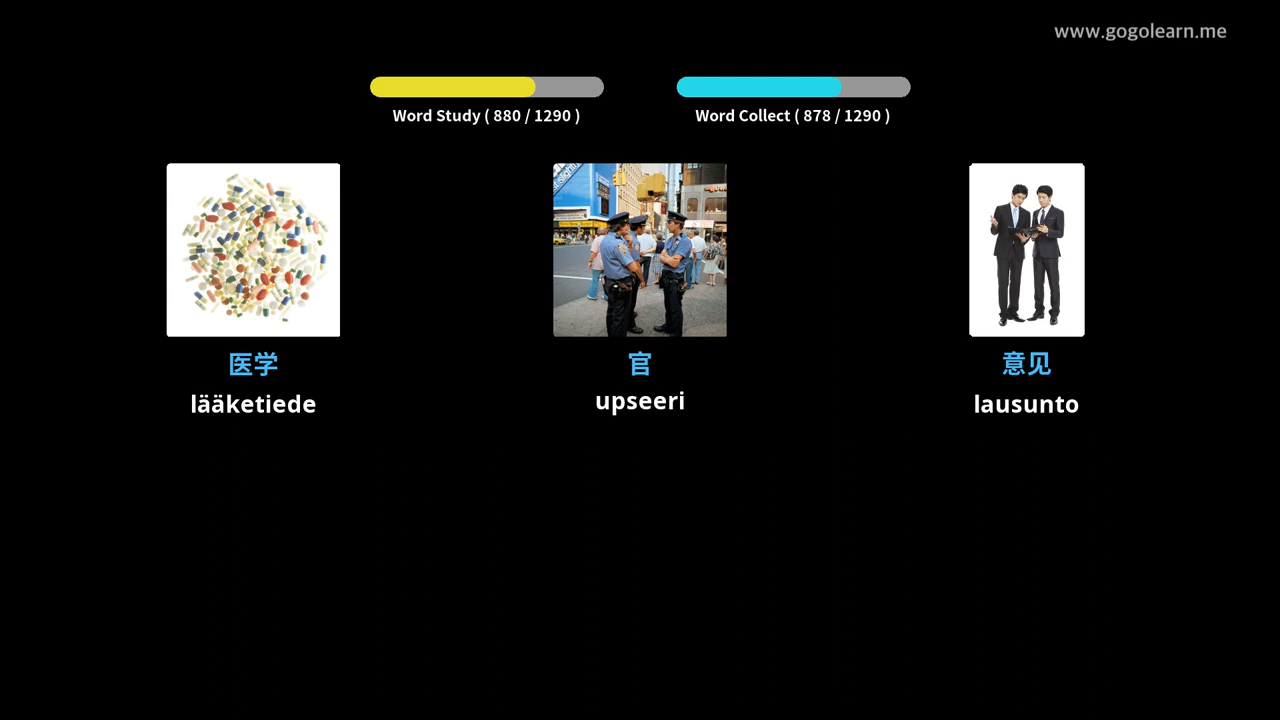 www.gogolearn.me
Word Study ( 880 / 1290 )
Word Collect ( 878 / 1290 )
医学
官
意见
lääketiede
upseeri
lausunto